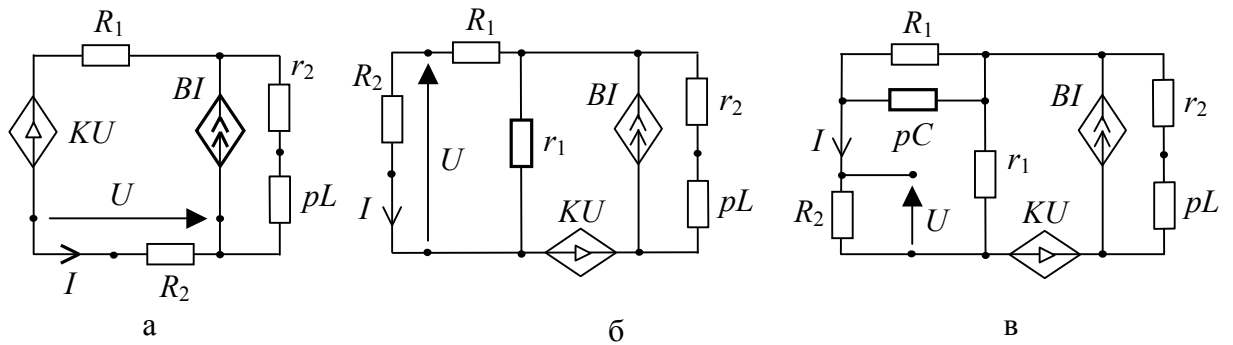 R1
r2
BI
KU
pL
U
I
R2
а
R1
R2
BI
r2
r1
U
I
pL
KU
б
R1
BI
r2
pC
I
r1
R2
U
KU
pL
в